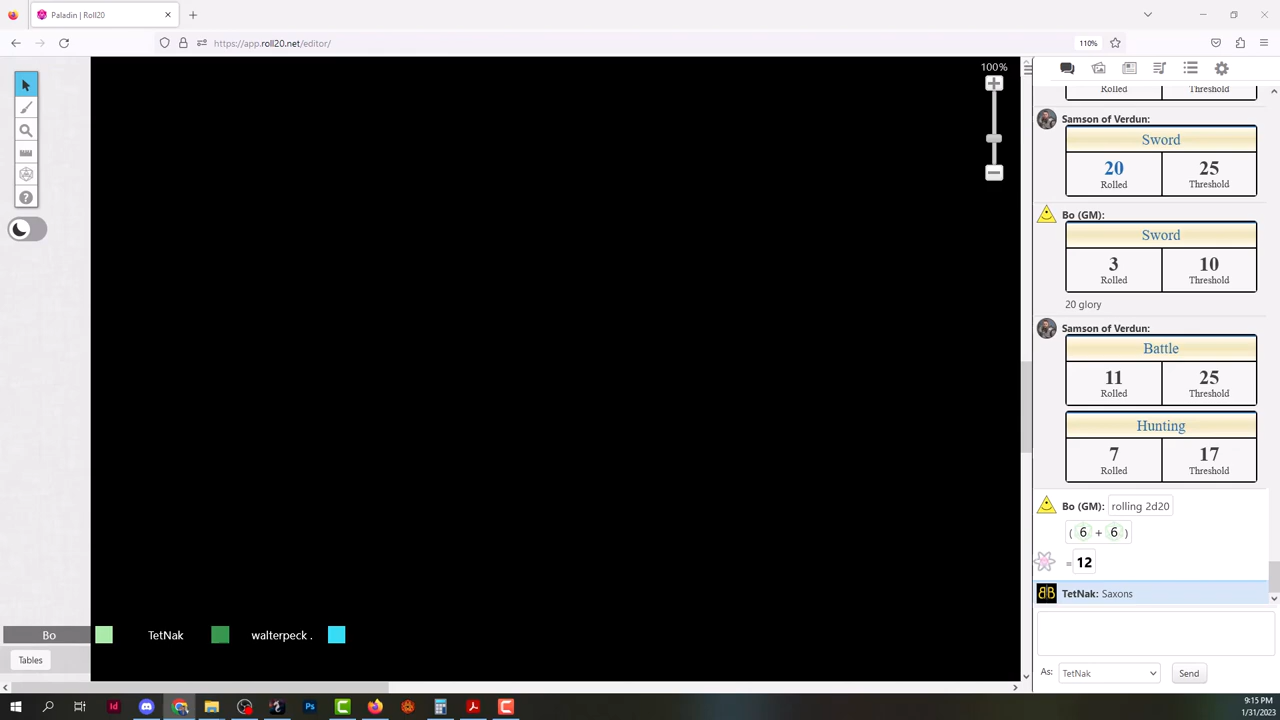 Paladin | Roll20
https://app.roll20.net/editor/
110%
100%
Rolled Threshold
Samson of Verdun:
Sword
20 25
Rolled Threshold
Bo (GM):
Sword
3 10
Rolled Threshold
20 glory
Samson of Verdun:
Battle
11 25
Rolled Threshold
Hunting
7 17
Rolled Threshold
Bo (GM): rolling 2d20
(6 + 6)
= 12
TetNak: Saxons
Bo TetNak walterpeck .
Tables
As: TetNak Send
9:15 PM
1/31/2023